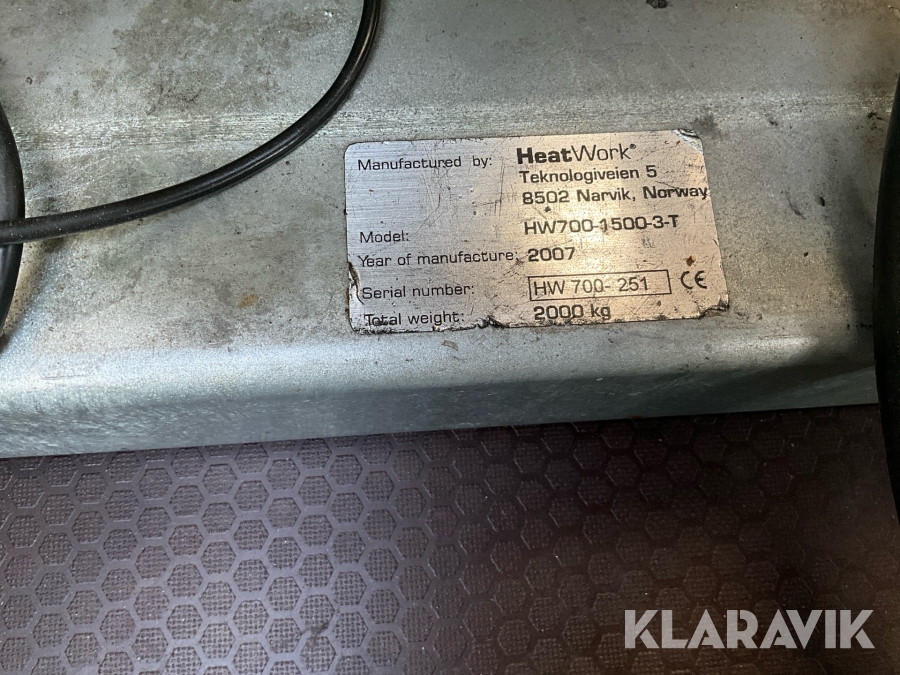 Manufactured by: HeatWork®
Teknologiveien 5
8502 Narvik, Norway
Model: HW700-1500-3-T
Year of manufacture: 2007
Serial number: HW 700- 251 CE
Total weight: 2000 kg
KLARAVIK